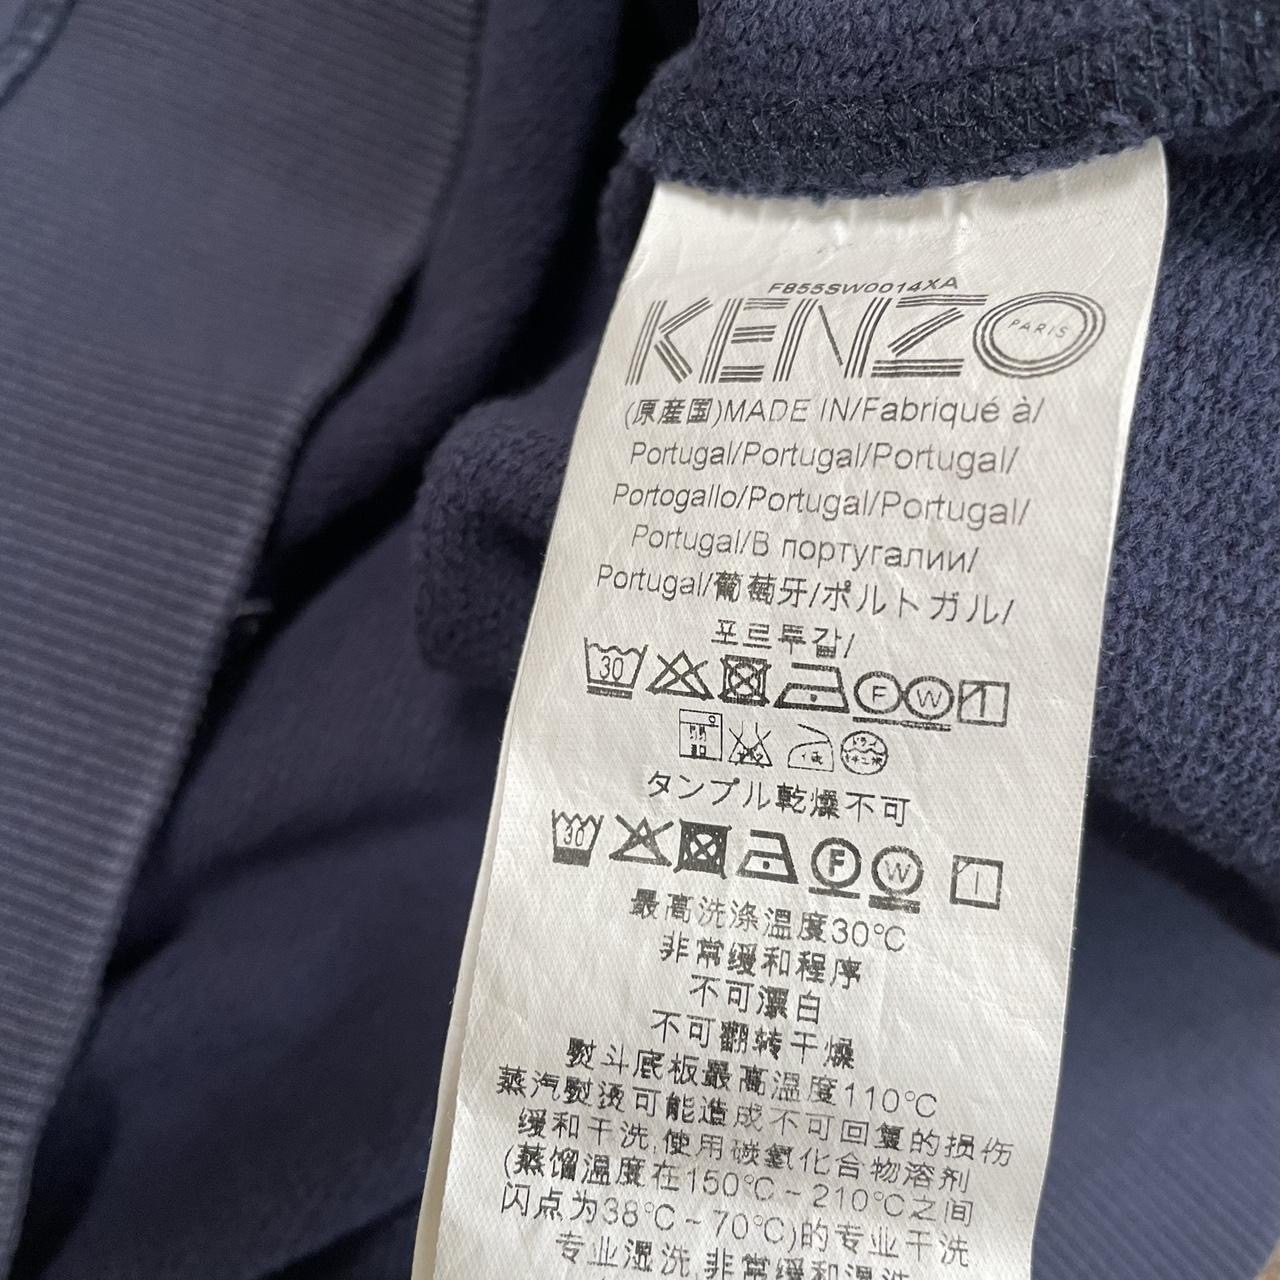 F855SW0014XA
KENZO
PARIS
(原産国)MADE IN/Fabriqué à/
Portugal/Portugal/Portugal/
Portogallo/Portugal/Portugal/
Portugal/В португалии/
Portugal/葡萄牙/ポルトガル/
포르투갈/
30 F W
タンブル乾燥不可
30 F W
最高洗涤温度30°C
非常缓和程序
不可漂白
不可翻转干燥
熨斗底板最高温度110°C
蒸汽熨烫可能造成不可回复的损伤
缓和干洗,使用碳氢化合物溶剂
(蒸馏温度在150°C~210°C之间
闪点为38°C~70°C)的专业干洗
专业湿洗,非常缓和湿洗